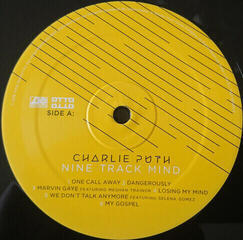 OTTO
SIDE A:
CHARLIE PUTH
NINE TRACK MIND
ONE CALL AWAY / DANGEROUSLY
MARVIN GAYE FEATURING MEGHAN TRAINOR / LOSING MY MIND
WE DON'T TALK ANYMORE FEATURING SELENA GOMEZ
MY GOSPEL